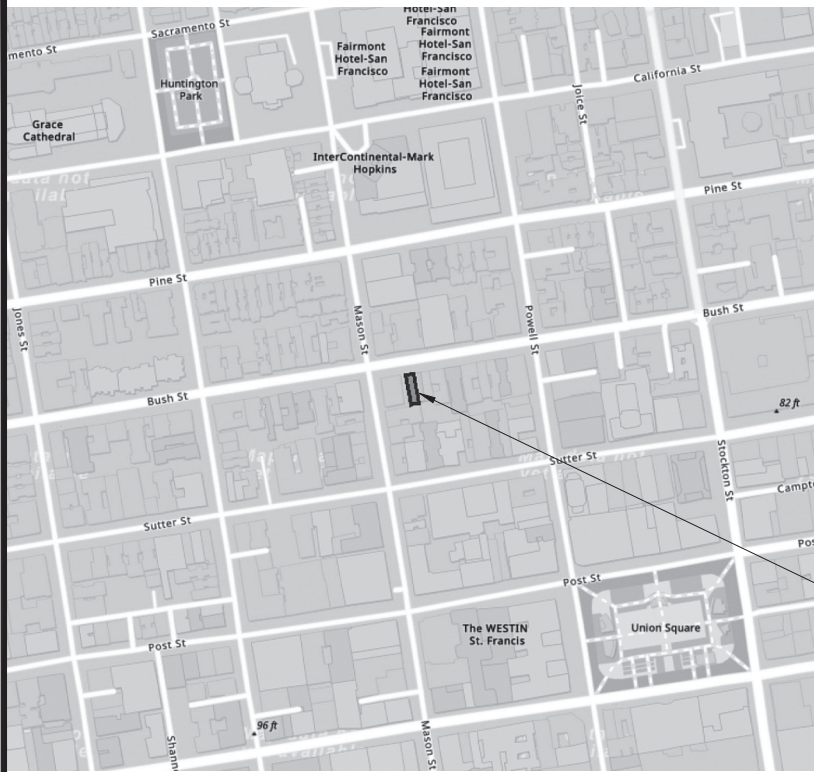 Hotel-San
Francisco
Sacramento St
mento St
Fairmont
Hotel-San
Francisco
Fairmont
Hotel-San
Francisco
Fairmont
Hotel-San
Francisco
California St
Huntington
Park
Joice St
Grace
Cathedral
InterContinental-Mark
Hopkins
data not
Pine St
Pine St
Jones St
Mason St
Powell St
Bush St
Bush St
82 ft
Sutter St
Stockton St
Campt
Sutter St
Pos
Post St
The WESTIN
St. Francis
Union Square
Post St
96 ft
Shann
Mason St